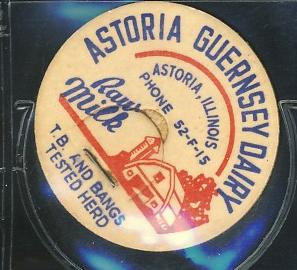 ASTORIA GUERNSEY DAIRY
ASTORIA, ILLINOIS
PHONE 52-F-15
Raw
Milk
T.B. AND BANGS
TESTED HERD